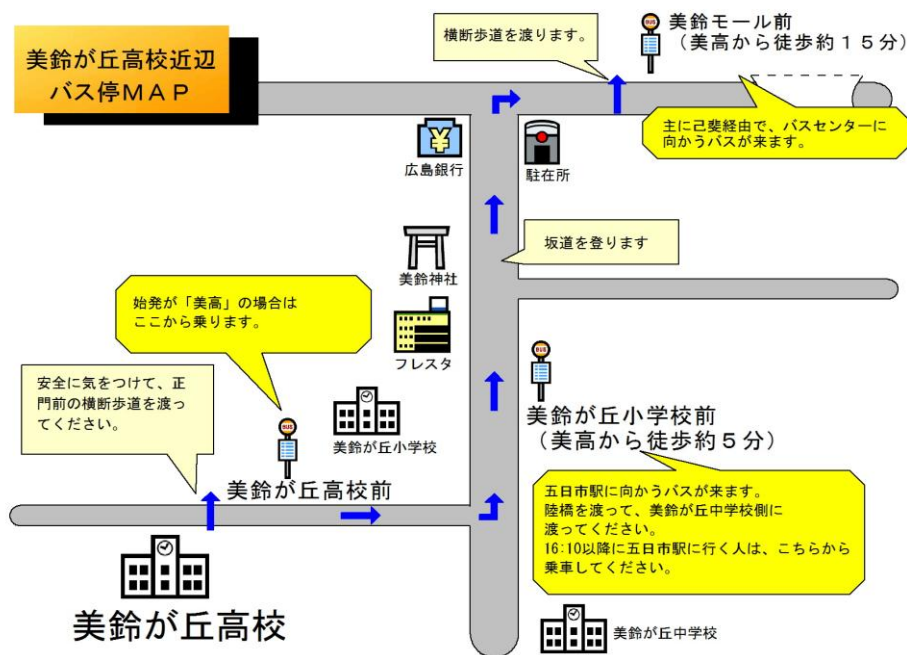 美鈴が丘高校近辺
バス停MAP
横断歩道を渡ります。
BUS
美鈴モール前
（美高から徒歩約１５分）
主に己斐経由で、バスセンターに
向かうバスが来ます。
¥
広島銀行
駐在所
坂道を登ります
美鈴神社
始発が「美高」の場合は
ここから乗ります。
フレスタ
安全に気をつけて、正
門前の横断歩道を渡っ
てください。
BUS
美鈴が丘小学校
美鈴が丘高校前
BUS
美鈴が丘小学校前
（美高から徒歩約５分）
五日市駅に向かうバスが来ます。
陸橋を渡って、美鈴が丘中学校側に
渡ってください。
16:10以降に五日市駅に行く人は、こちらから
乗車してください。
美鈴が丘高校
美鈴が丘中学校